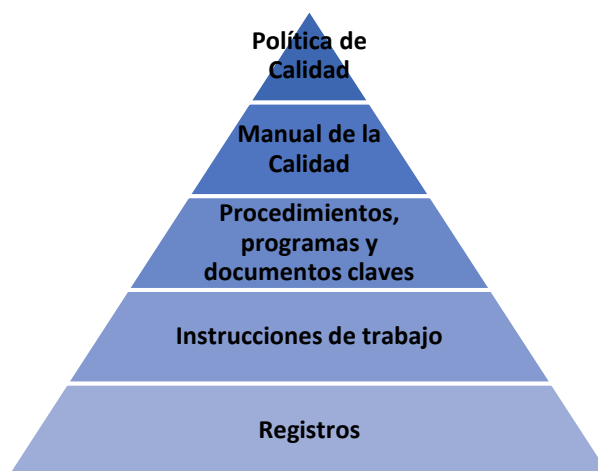 Política de
Calidad
Manual de la
Calidad
Procedimientos,
programas y
documentos claves
Instrucciones de trabajo
Registros